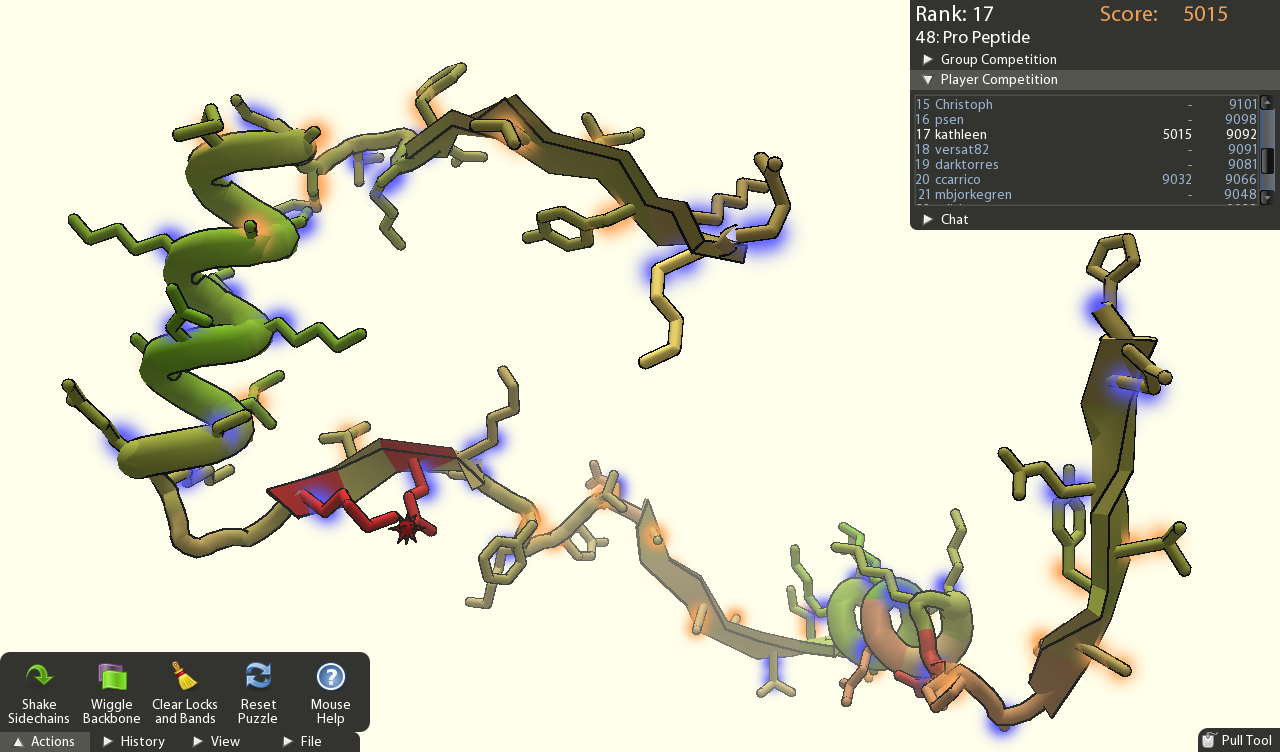 Rank: 17 Score: 5015
48: Pro Peptide
Group Competition
Player Competition
15 Christoph - 9101
16 psen - 9098
17 kathleen 5015 9092
18 versat82 - 9091
19 darktorres - 9081
20 ccarrico 9032 9066
21 mbjorkegren - 9048
Chat
Shake Sidechains
Wiggle Backbone
Clear Locks and Bands
Reset Puzzle
Mouse Help
Actions History View File
Pull Tool